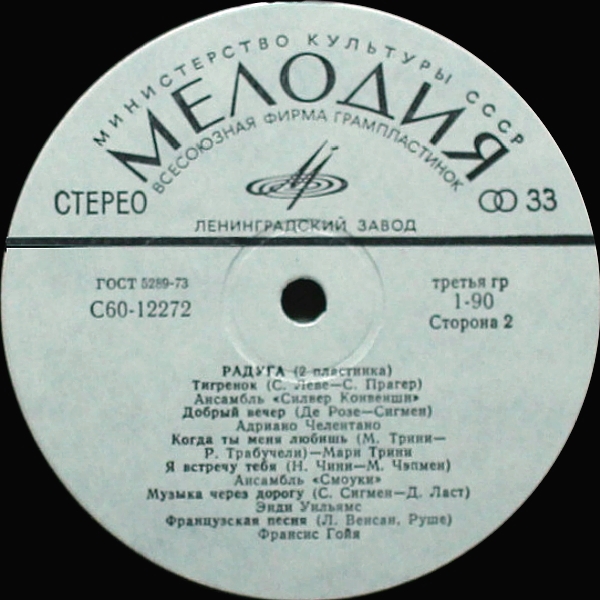 МИНИСТЕРСТВО КУЛЬТУРЫ СССР
МЕЛОДИЯ
ВСЕСОЮЗНАЯ ФИРМА ГРАМПЛАСТИНОК
СТЕРЕО
33
ЛЕНИНГРАДСКИЙ ЗАВОД
ГОСТ 5289-73
С60-12272
третья гр
1-90
Сторона 2
РАДУГА (2 пластинка)
Тигренок (С. Леве—С. Прагер)
Ансамбль «Силвер Конвеншн»
Добрый вечер (Де Розе—Сигмен)
Адриано Челентано
Когда ты меня любишь (М. Трини—
Р. Трабучели)—Мари Трини
Я встречу тебя (Н. Чини—М. Чэпмен)
Ансамбль «Смоуки»
Музыка через дорогу (С. Сигмен—Д. Ласт)
Энди Уильямс
Французская песня (Л. Венсан, Руше)
Франсис Гойя